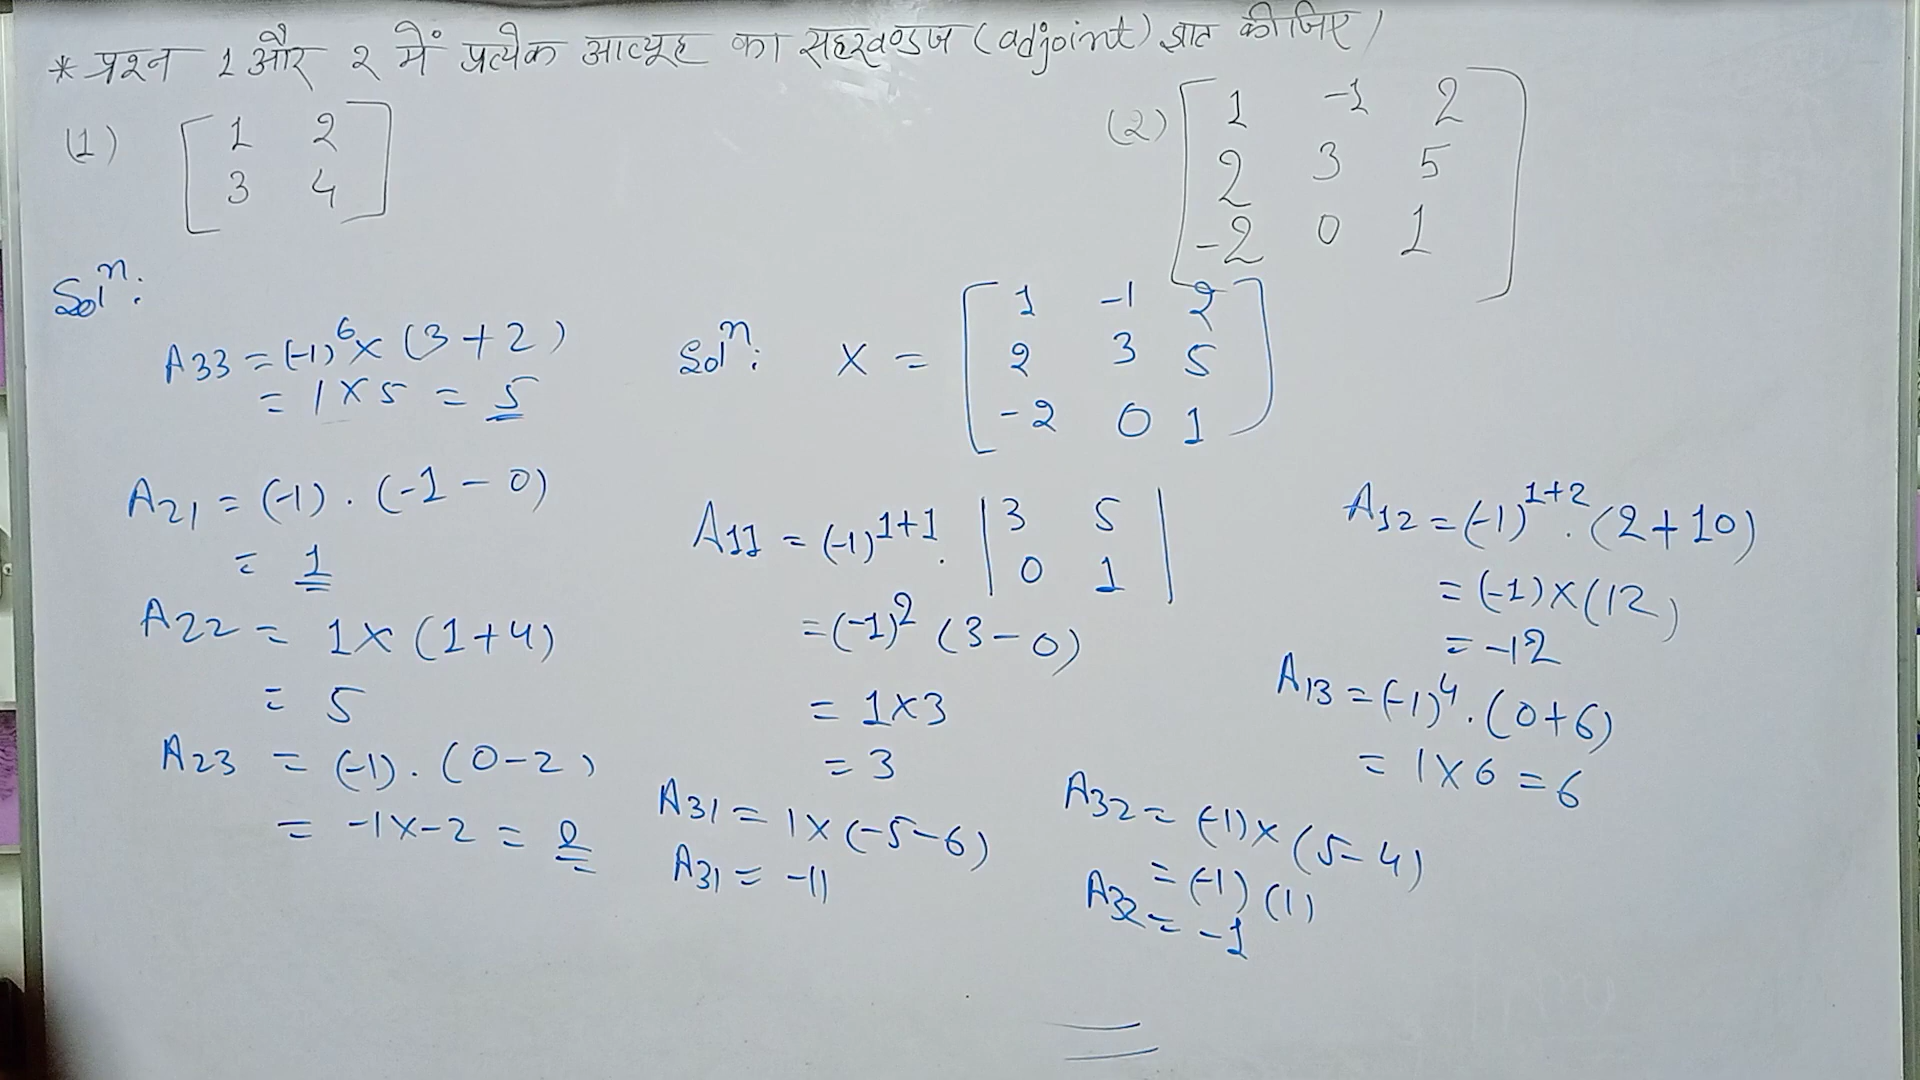 * प्रश्न 1 और 2 में प्रत्येक आव्यूह का सहखण्डज (adjoint) ज्ञात कीजिए।
(1) [1 2
3 4]
(2) [1 -1 2
2 3 5
-2 0 1]
Solⁿ:
A33 = (-1)⁶ × (3+2)
= 1×5 = 5
A21 = (-1) . (-1-0)
= 1
A22 = 1× (1+4)
= 5
A23 = (-1) . (0-2)
= -1×-2 = 2
Solⁿ: X = [1 -1 2
2 3 5
-2 0 1]
A11 = (-1)¹⁺¹ . |3 5
0 1|
= (-1)² (3-0)
= 1×3
= 3
A31 = 1×(-5-6)
A31 = -11
A12 = (-1)¹⁺² . (2+10)
= (-1)×(12)
= -12
A13 = (-1)⁴ . (0+6)
= 1×6 = 6
A32 = (-1)× (5-4)
= (-1) (1)
A32 = -1